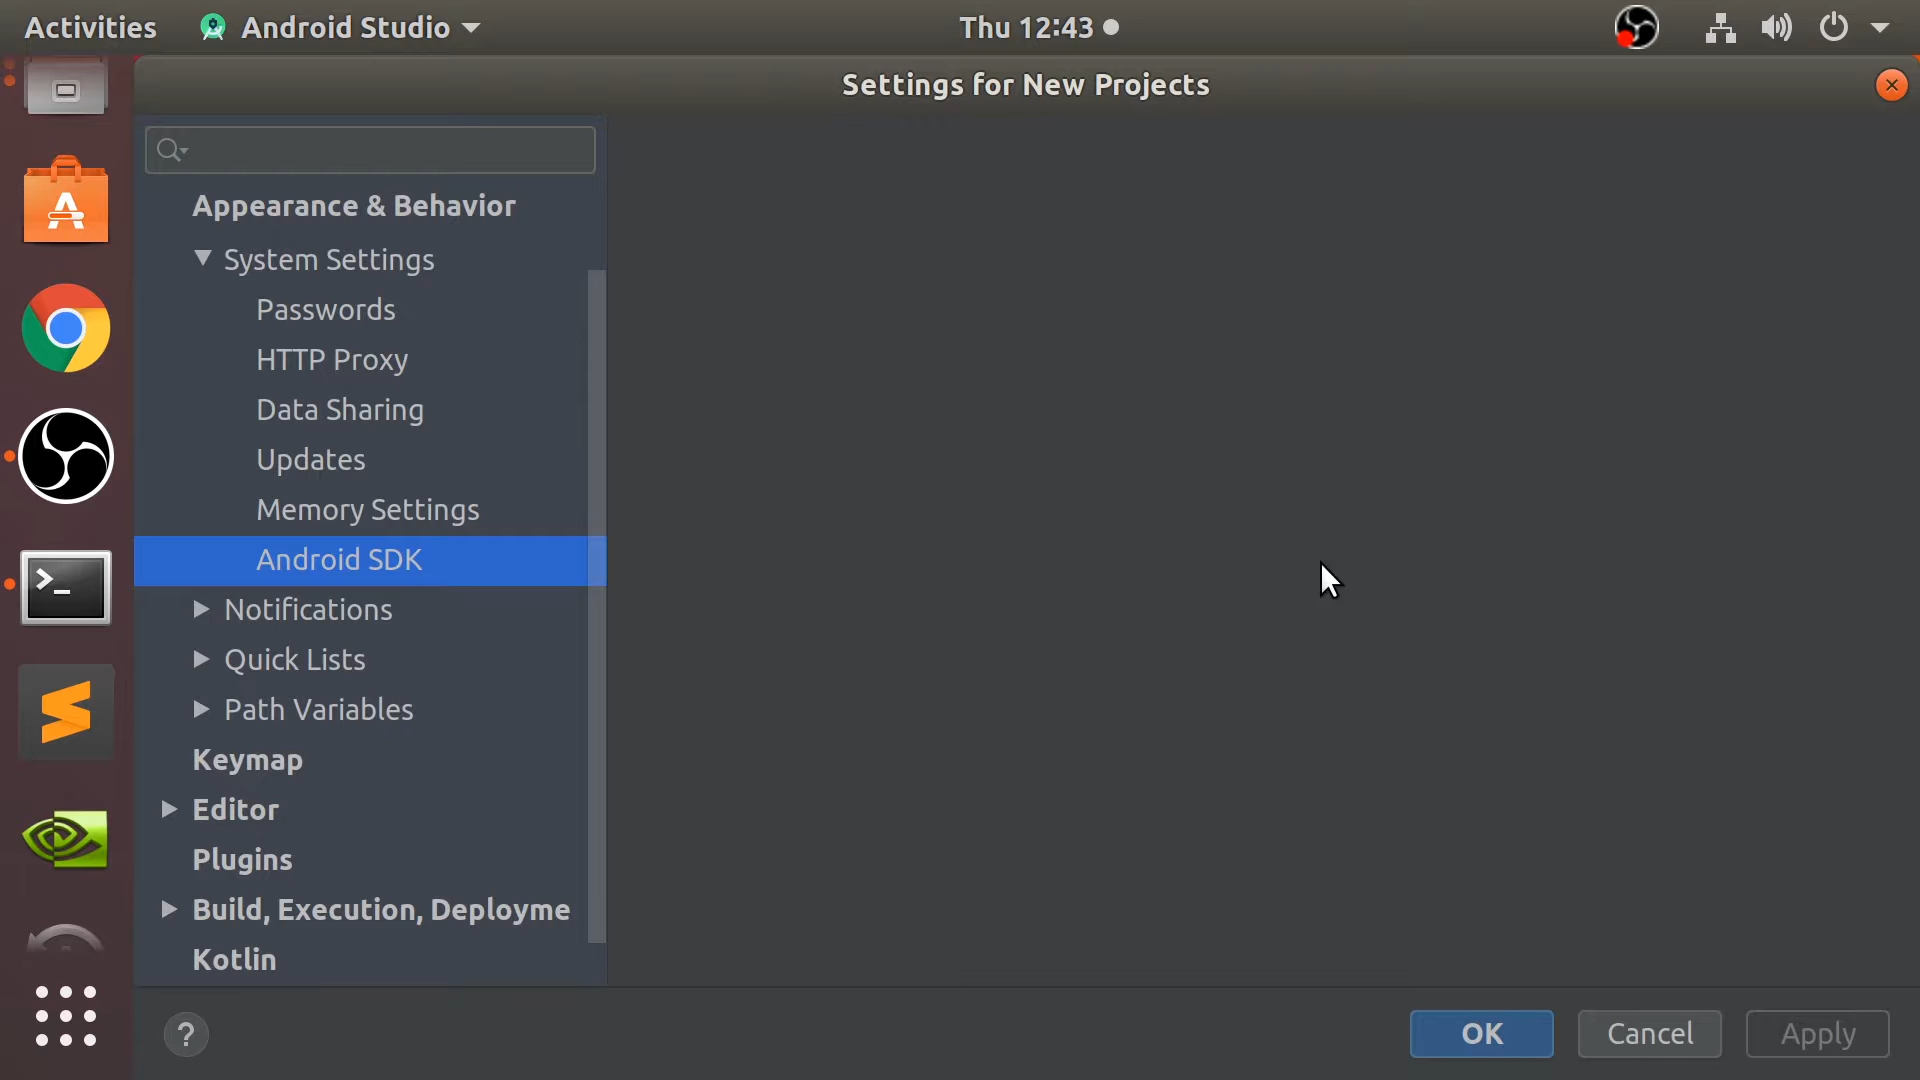 Activities
Android Studio
Thu 12:43
Settings for New Projects
Appearance & Behavior
System Settings
Passwords
HTTP Proxy
Data Sharing
Updates
Memory Settings
Android SDK
Notifications
Quick Lists
Path Variables
Keymap
Editor
Plugins
Build, Execution, Deployme
Kotlin
?
OK
Cancel
Apply